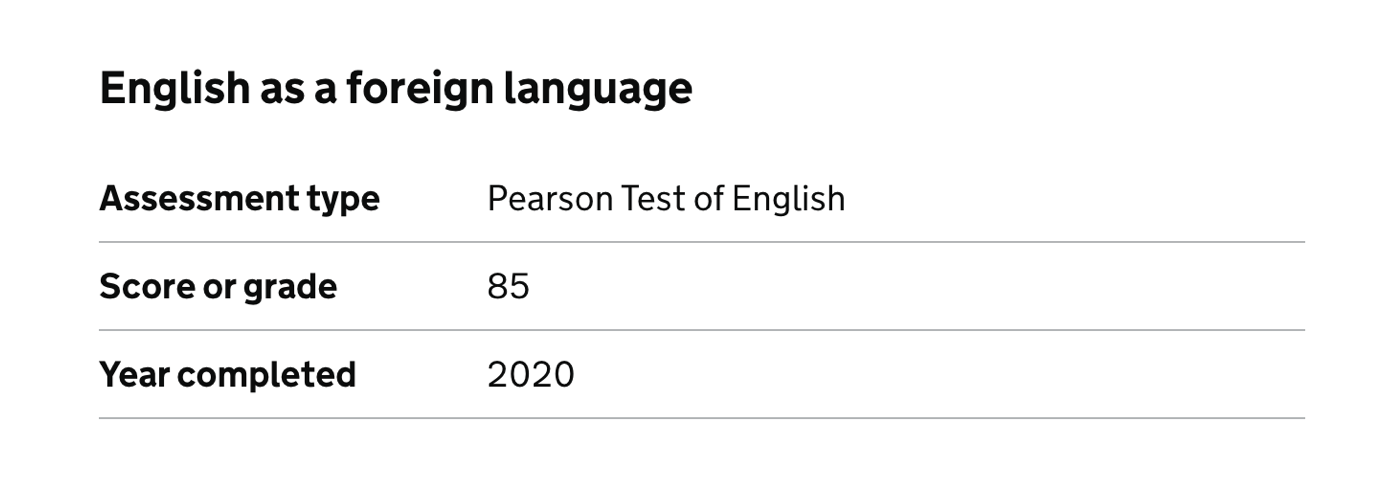 English as a foreign language
Assessment type Pearson Test of English
Score or grade 85
Year completed 2020